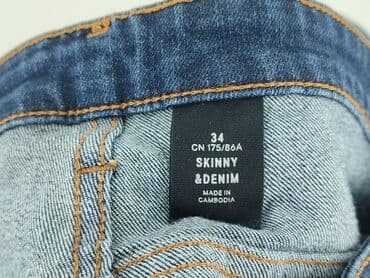 34
CN 175/86A
SKINNY
&DENIM
MADE IN
CAMBODIA